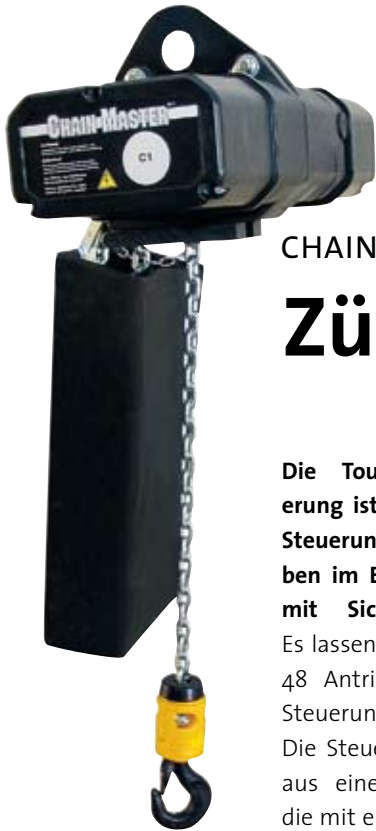 CHAIN-MASTER
C1
CHAIN
Zü
Die Tou
erung ist
Steuerun
ben im E
mit Sic
Es lassen
48 Antri
Steuerun
Die Steue
aus eine
die mit e